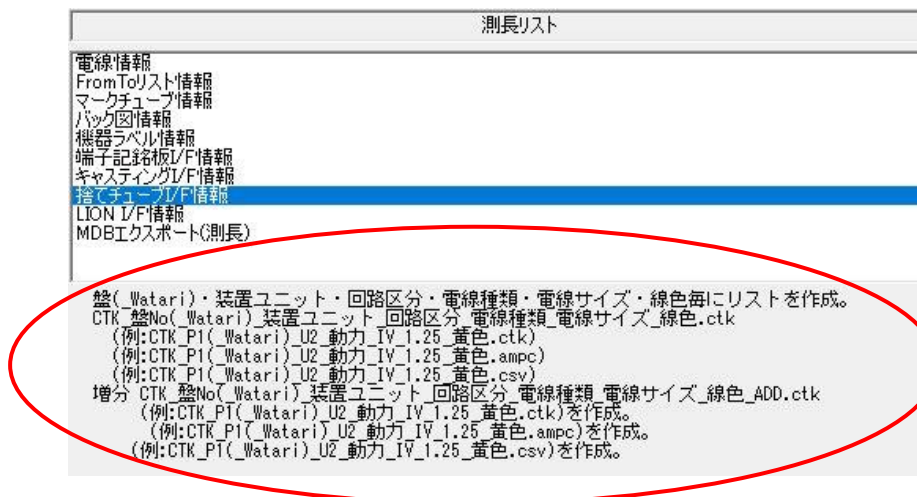 測長リスト
電線情報
FromToリスト情報
マークチューブ情報
バック図情報
機器ラベル情報
端子記銘板I/F情報
キャスティングI/F情報
捨てチューブI/F情報
LION I/F情報
MDBエクスポート(測長)
盤(_Watari)・装置ユニット・回路区分・電線種類・電線サイズ・線色毎にリストを作成。
CTK_盤No(_Watari)_装置ユニット_回路区分_電線種類_電線サイズ_線色.ctk
(例:CTK_P1(_Watari)_U2_動力_IV_1.25_黄色.ctk)
(例:CTK_P1(_Watari)_U2_動力_IV_1.25_黄色.ampc)
(例:CTK_P1(_Watari)_U2_動力_IV_1.25_黄色.csv)
増分 CTK_盤No(_Watari)_装置ユニット_回路区分_電線種類_電線サイズ_線色_ADD.ctk
(例:CTK_P1(_Watari)_U2_動力_IV_1.25_黄色.ctk)を作成。
(例:CTK_P1(_Watari)_U2_動力_IV_1.25_黄色.ampc)を作成。
(例:CTK_P1(_Watari)_U2_動力_IV_1.25_黄色.csv)を作成。